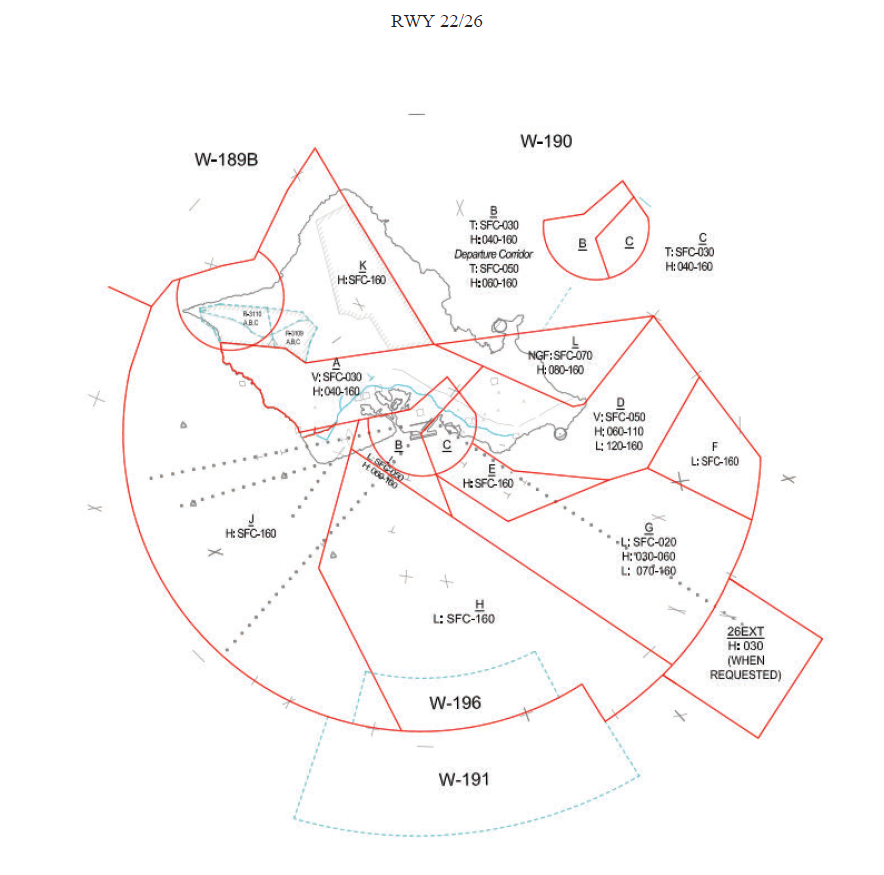 RWY 22/26
W-189B
W-190
B
T: SFC-030
H: 040-160
Departure Corridor
T: SFC-050
H: 060-160
B
C
C
T: SFC-030
H: 040-160
K
H: SFC-160
R-3110
A,B,C
R-3109
A,B,C
A
V: SFC-030
H: 040-160
L
NGF: SFC-070
H: 080-160
D
V: SFC-050
H: 060-110
L: 120-160
F
L: SFC-160
B
C
L: SFC-050
H: 060-160
E
H: SFC-160
J
H: SFC-160
G
L: SFC-020
H: 030-060
L: 070-160
H
L: SFC-160
26EXT
H: 030
(WHEN
REQUESTED)
W-196
W-191